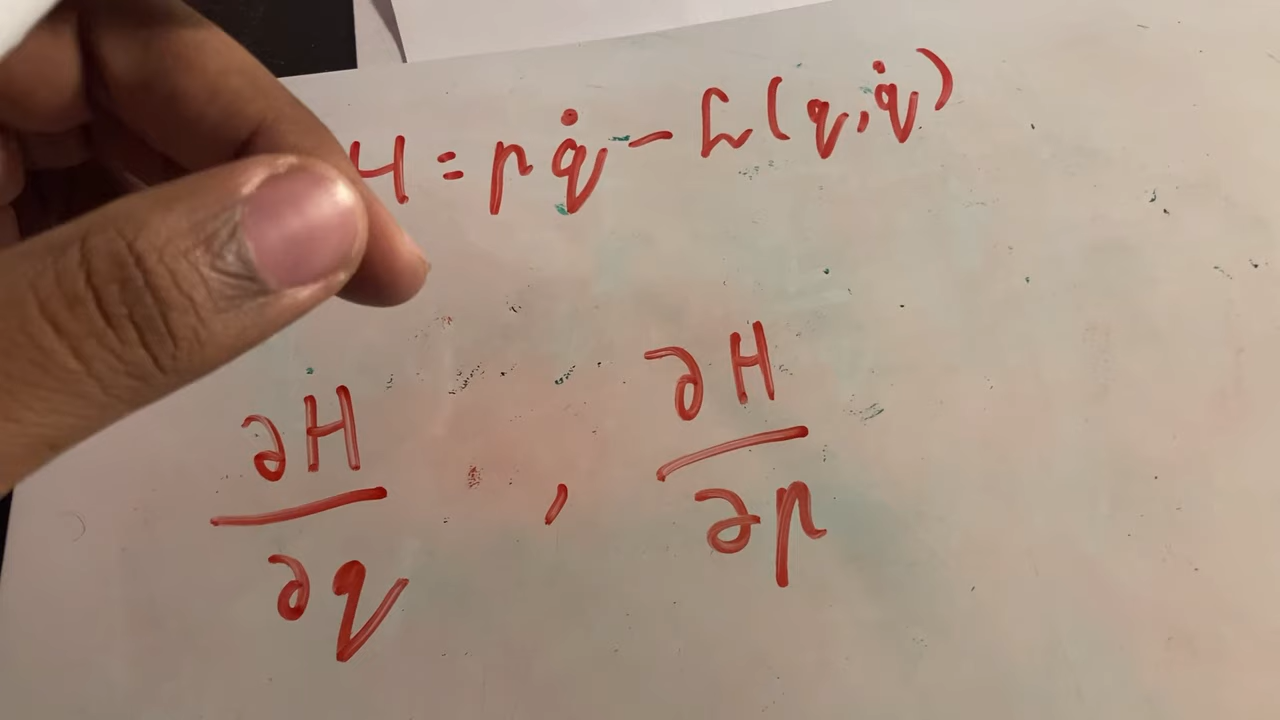 H = pq̇ - L(q, q̇)
∂H/∂q , ∂H/∂p